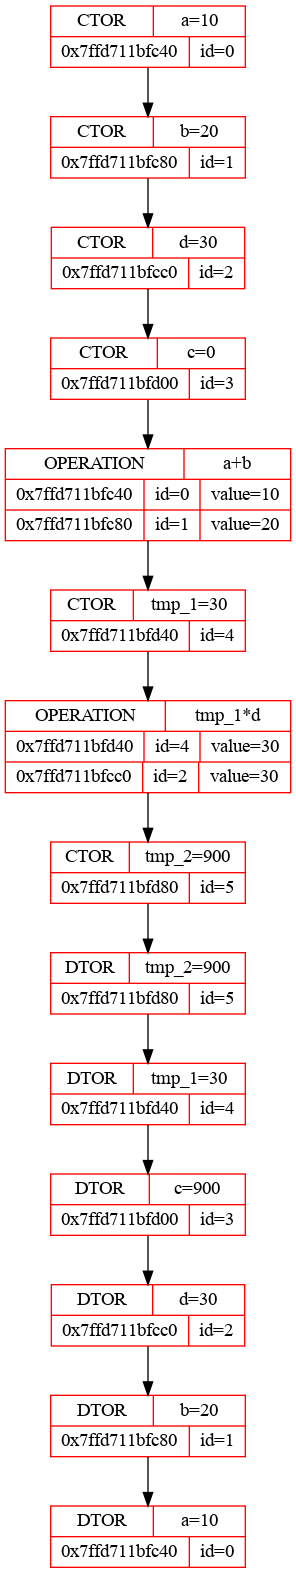 CTOR a=10
0x7ffd711bfc40 id=0
CTOR b=20
0x7ffd711bfc80 id=1
CTOR d=30
0x7ffd711bfcc0 id=2
CTOR c=0
0x7ffd711bfd00 id=3
OPERATION a+b
0x7ffd711bfc40 id=0 value=10
0x7ffd711bfc80 id=1 value=20
CTOR tmp_1=30
0x7ffd711bfd40 id=4
OPERATION tmp_1*d
0x7ffd711bfd40 id=4 value=30
0x7ffd711bfcc0 id=2 value=30
CTOR tmp_2=900
0x7ffd711bfd80 id=5
DTOR tmp_2=900
0x7ffd711bfd80 id=5
DTOR tmp_1=30
0x7ffd711bfd40 id=4
DTOR c=900
0x7ffd711bfd00 id=3
DTOR d=30
0x7ffd711bfcc0 id=2
DTOR b=20
0x7ffd711bfc80 id=1
DTOR a=10
0x7ffd711bfc40 id=0